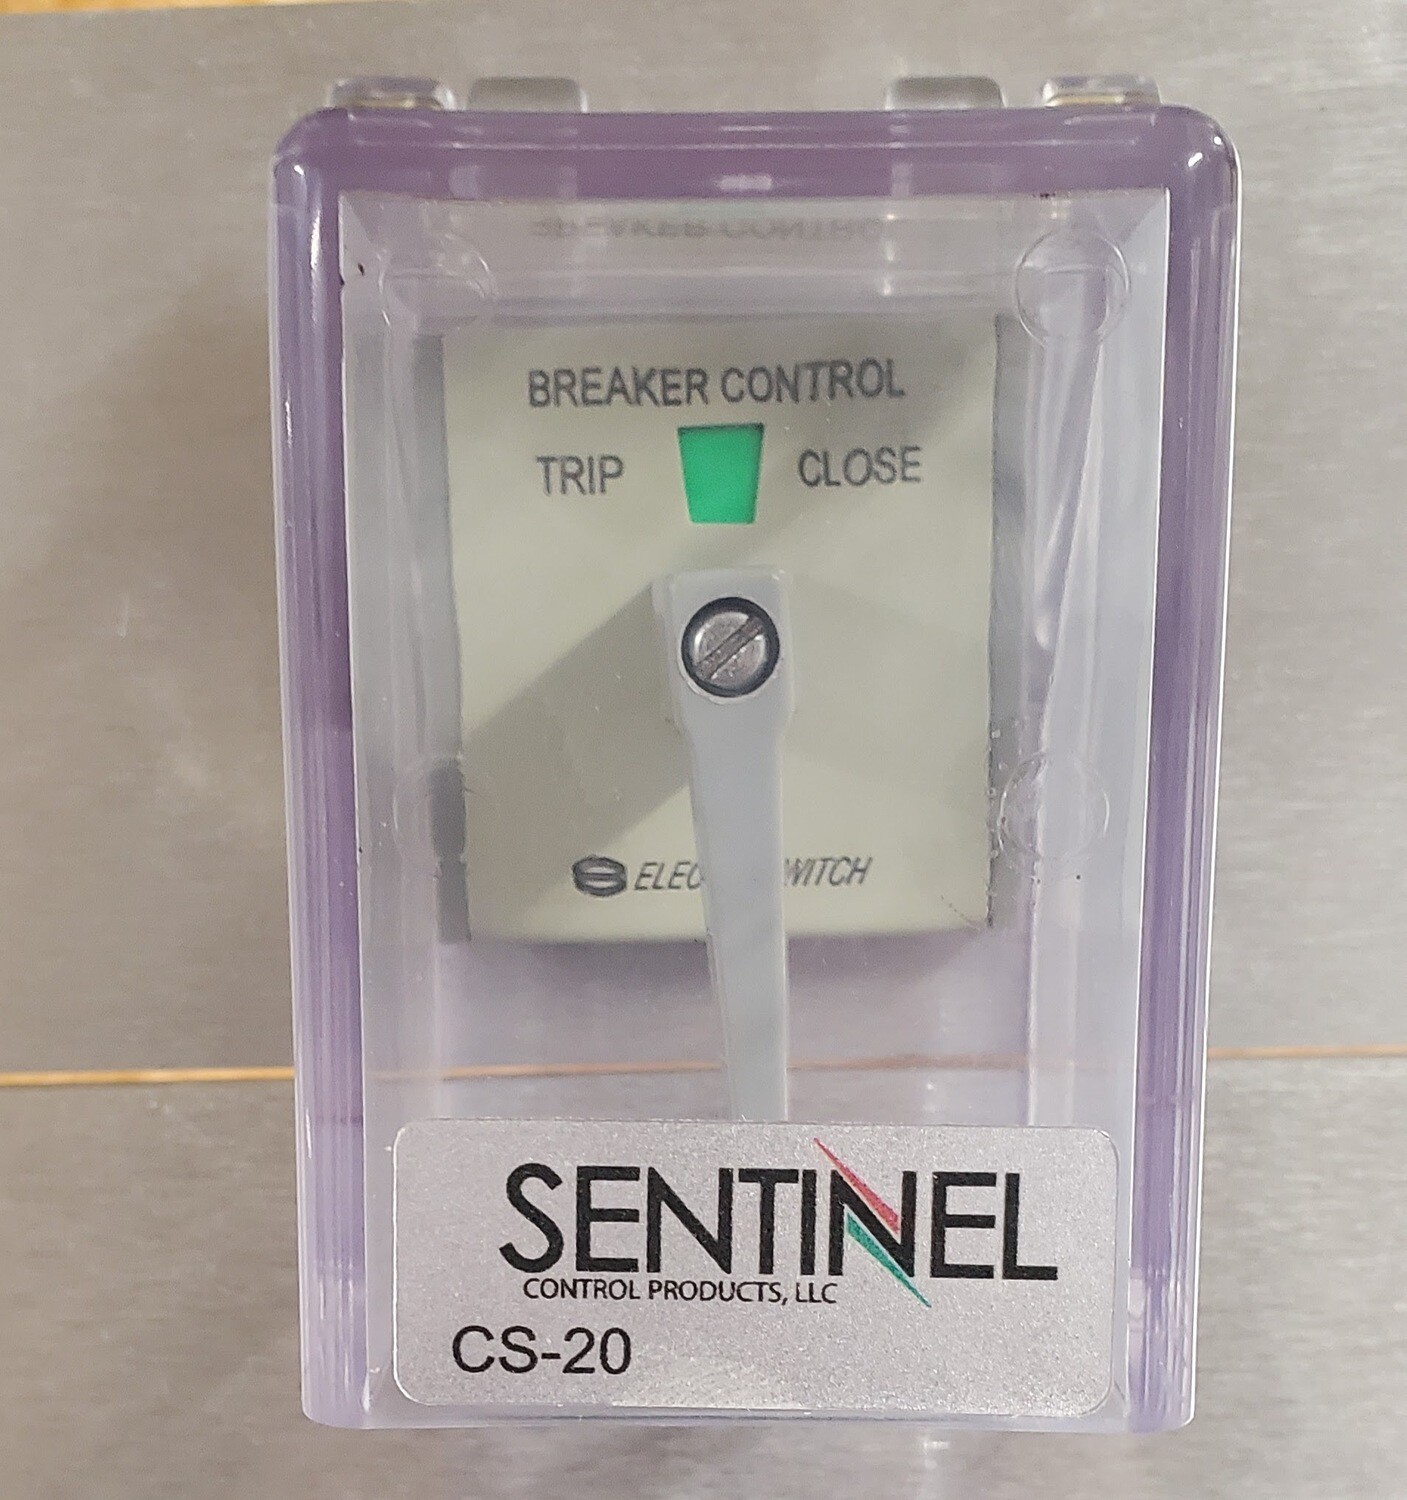 BREAKER CONTROL
TRIP CLOSE
SENTINEL
CONTROL PRODUCTS, LLC
CS-20